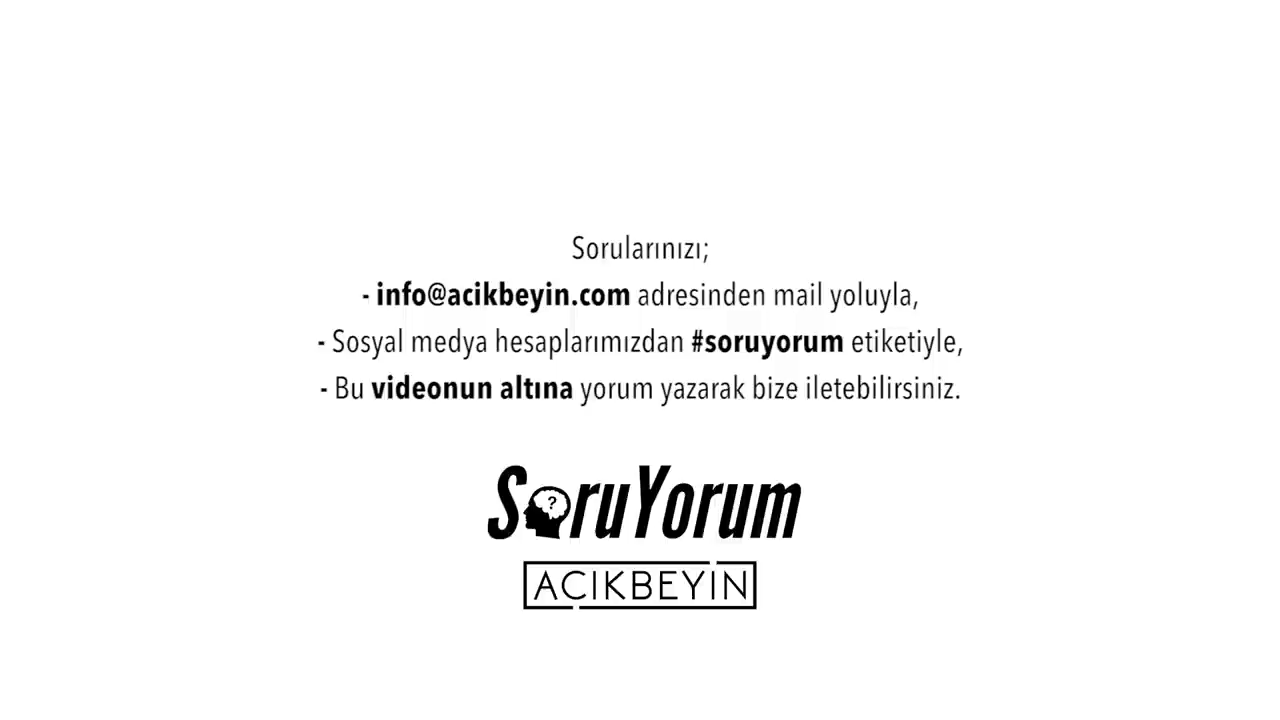 Sorularınızı;
- info@acikbeyin.com adresinden mail yoluyla,
- Sosyal medya hesaplarımızdan #soruyorum etiketiyle,
- Bu videonun altına yorum yazarak bize iletebilirsiniz.
SoruYorum
AÇIKBEYİN